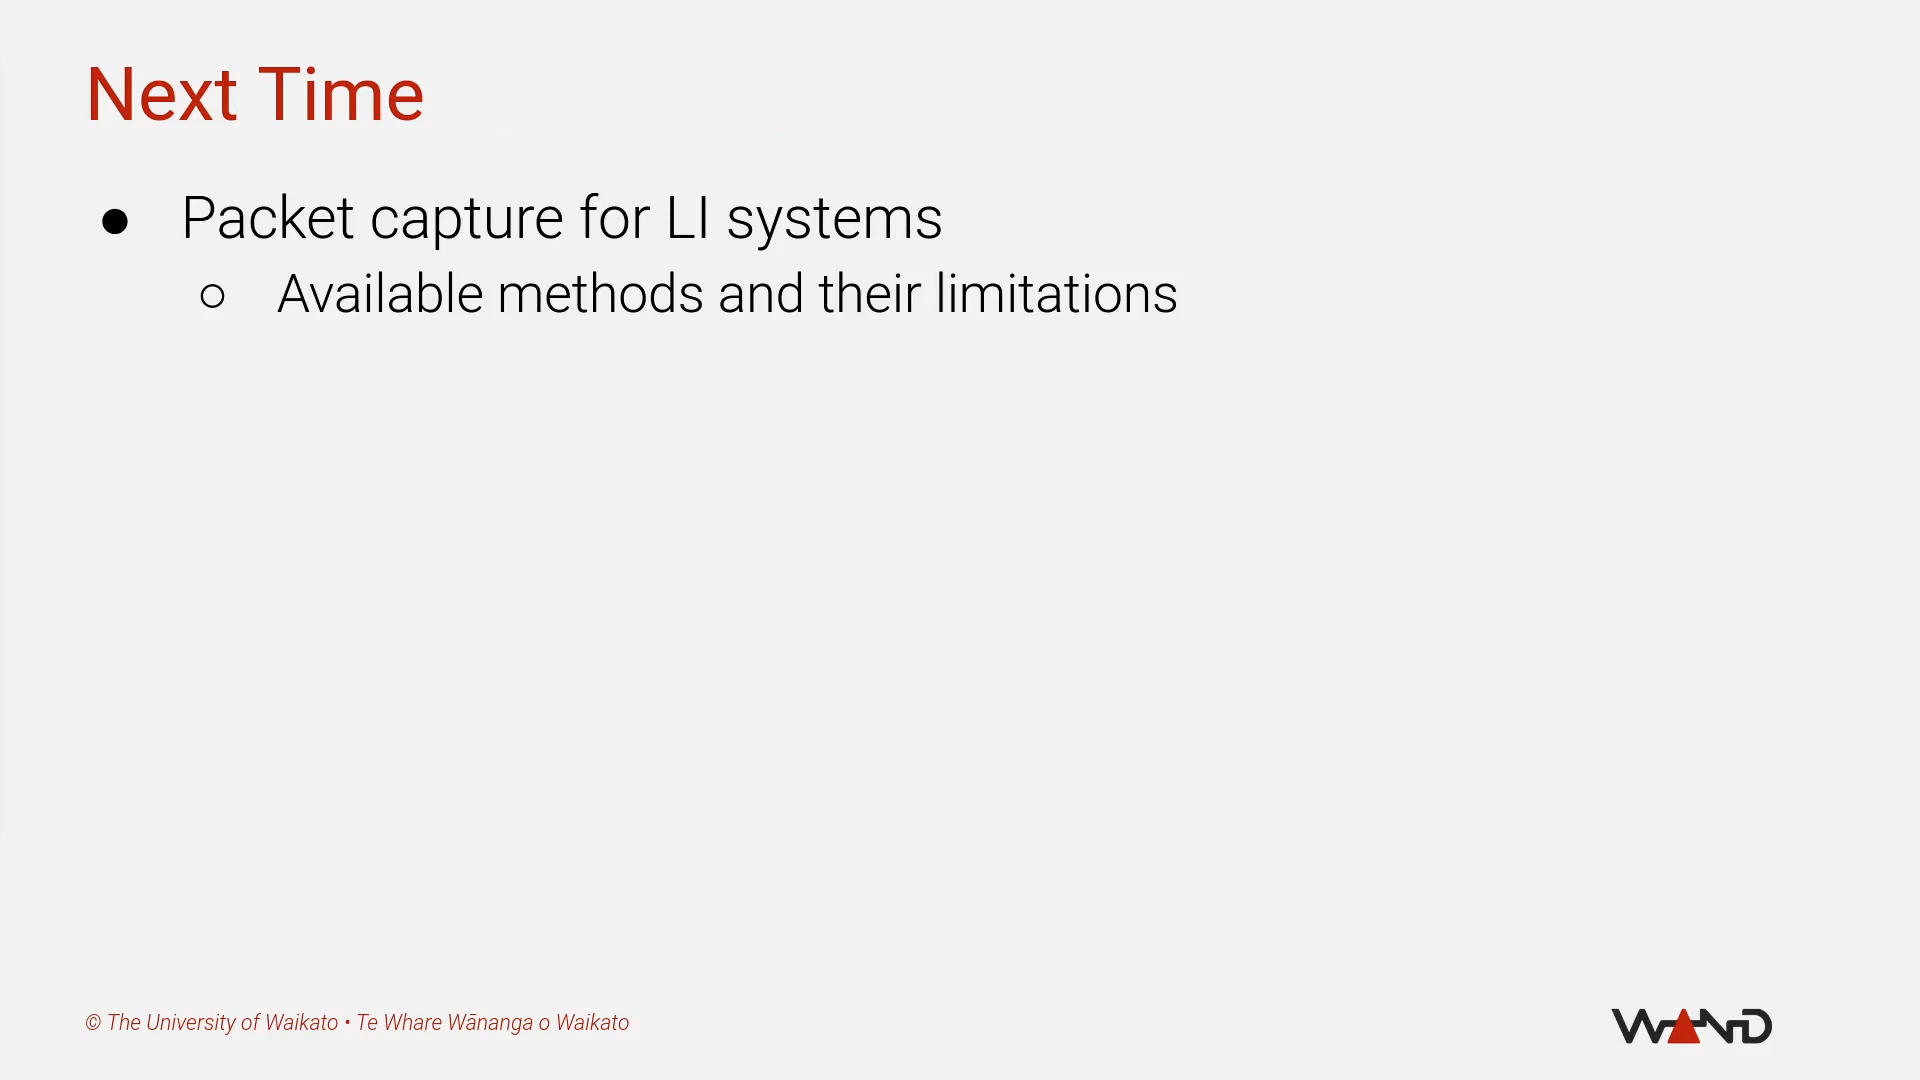 Next Time
● Packet capture for LI systems
○ Available methods and their limitations
© The University of Waikato • Te Whare Wānanga o Waikato
WAND